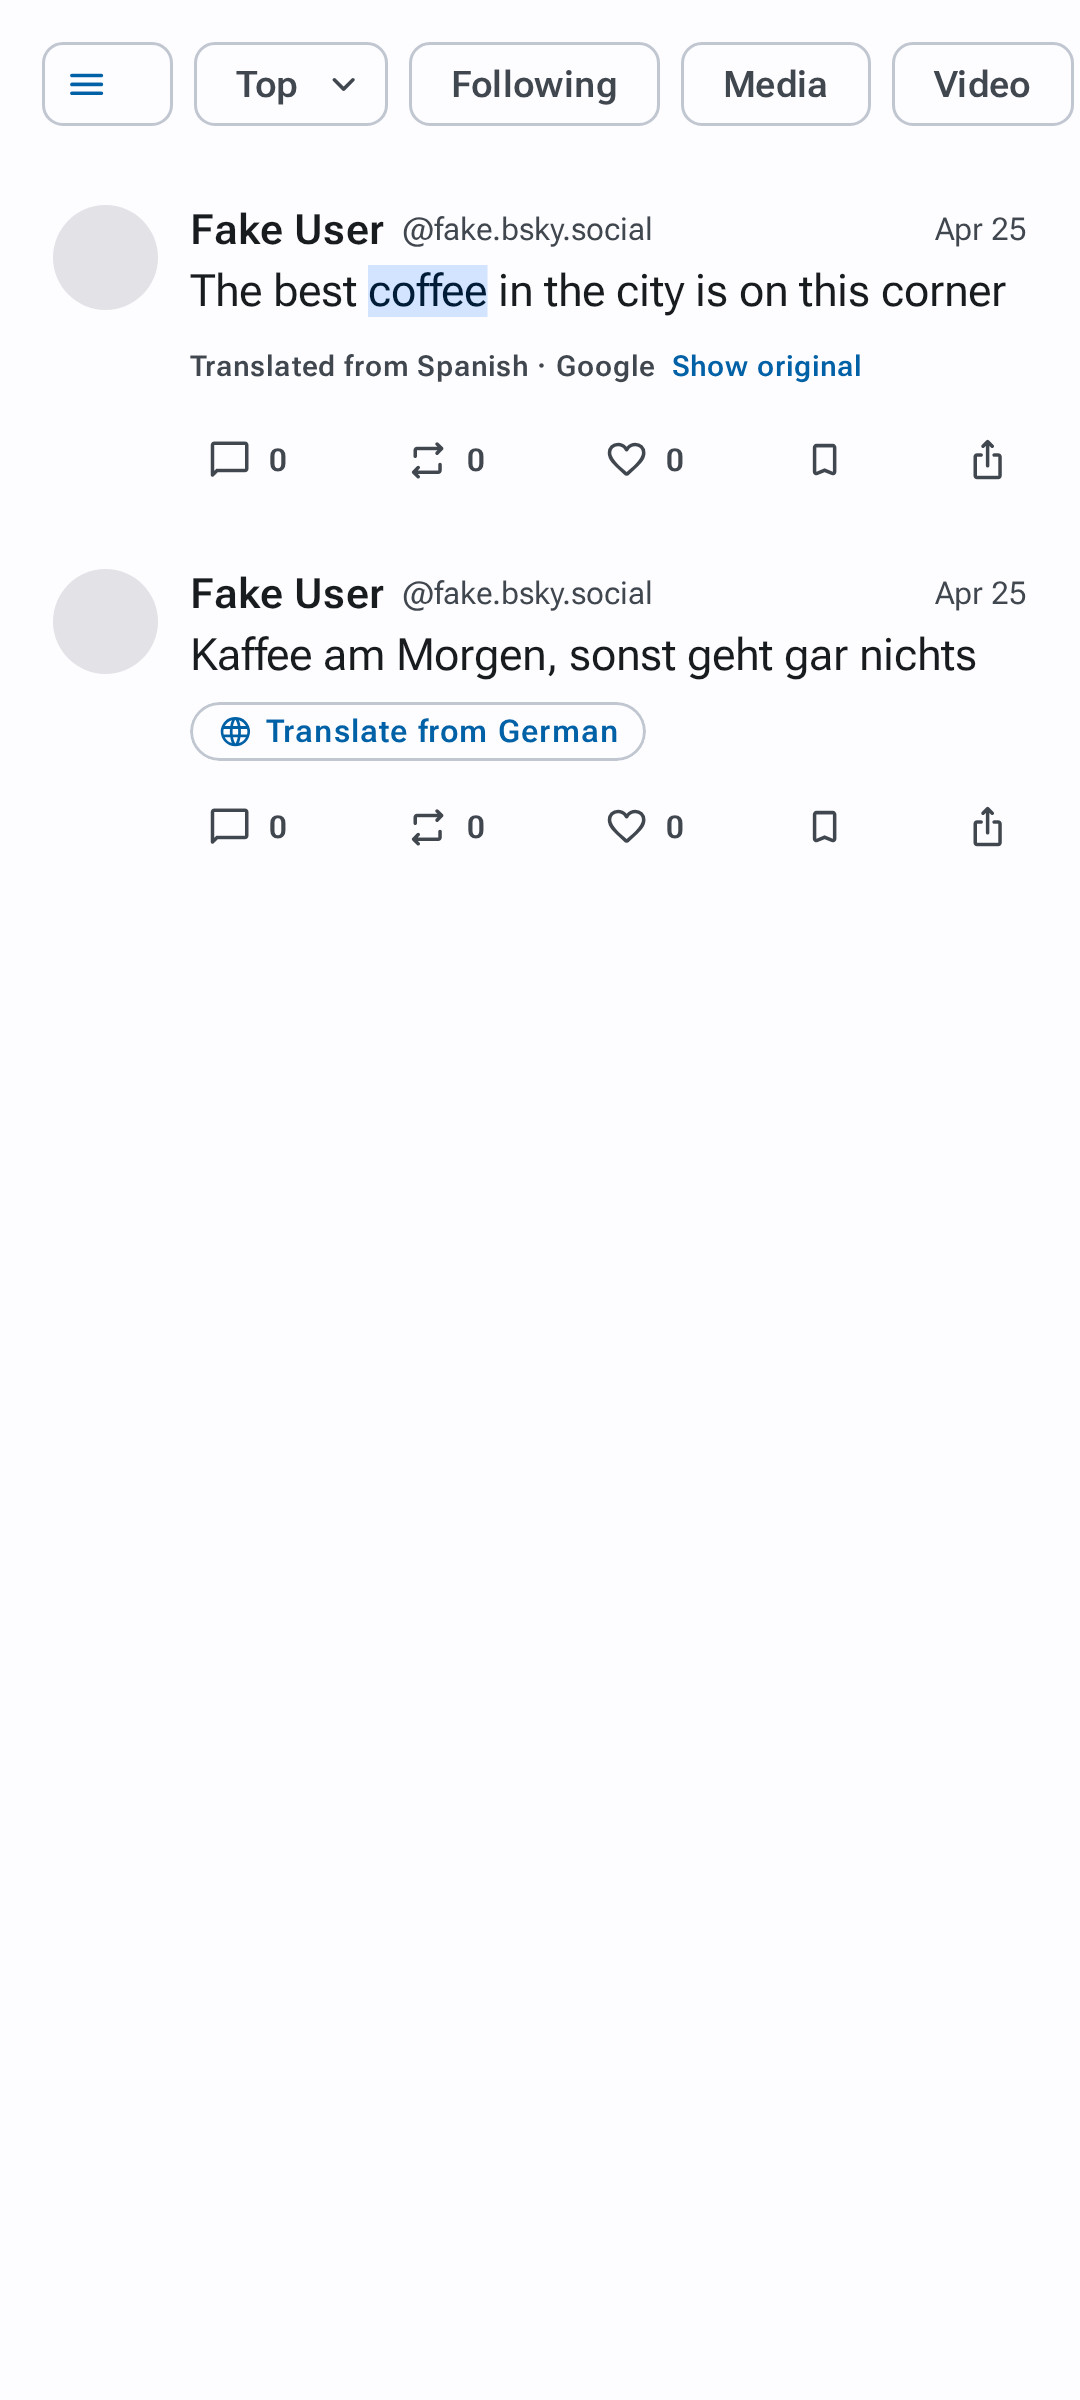 Top
Following
Media
Video
Fake User @fake.bsky.social Apr 25
The best coffee in the city is on this corner
Translated from Spanish · Google Show original
0 0 0
Fake User @fake.bsky.social Apr 25
Kaffee am Morgen, sonst geht gar nichts
Translate from German
0 0 0